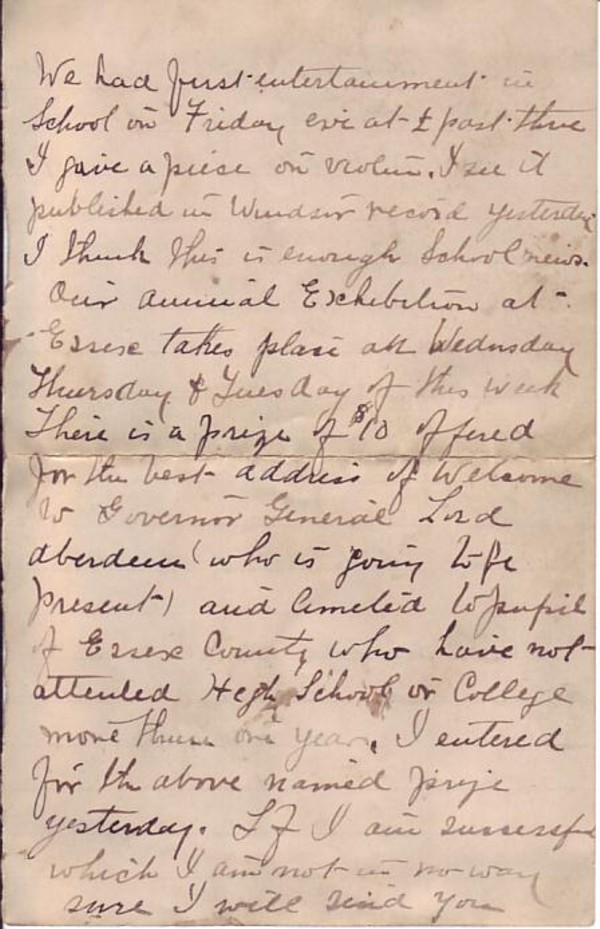 We had first entertainment in
School on Friday eve at ½ past three
I gave a piese on violin. I see it
published in Windsor record yesterday
I think this is enough School news.
Our annual Exhibition at
Essex takes place on Wednsday
Thursday & Tuesday of this week
There is a prize of $10 offered
for the best address of Welcome
to Governor General Lord
aberdeen (who is going to be
present) and limeted to pupils
of Essex County who have not
attended High School or College
more than one year. I entered
for the above named prize
yesterday. If I am successful
which I am not in no way
sure I will send you